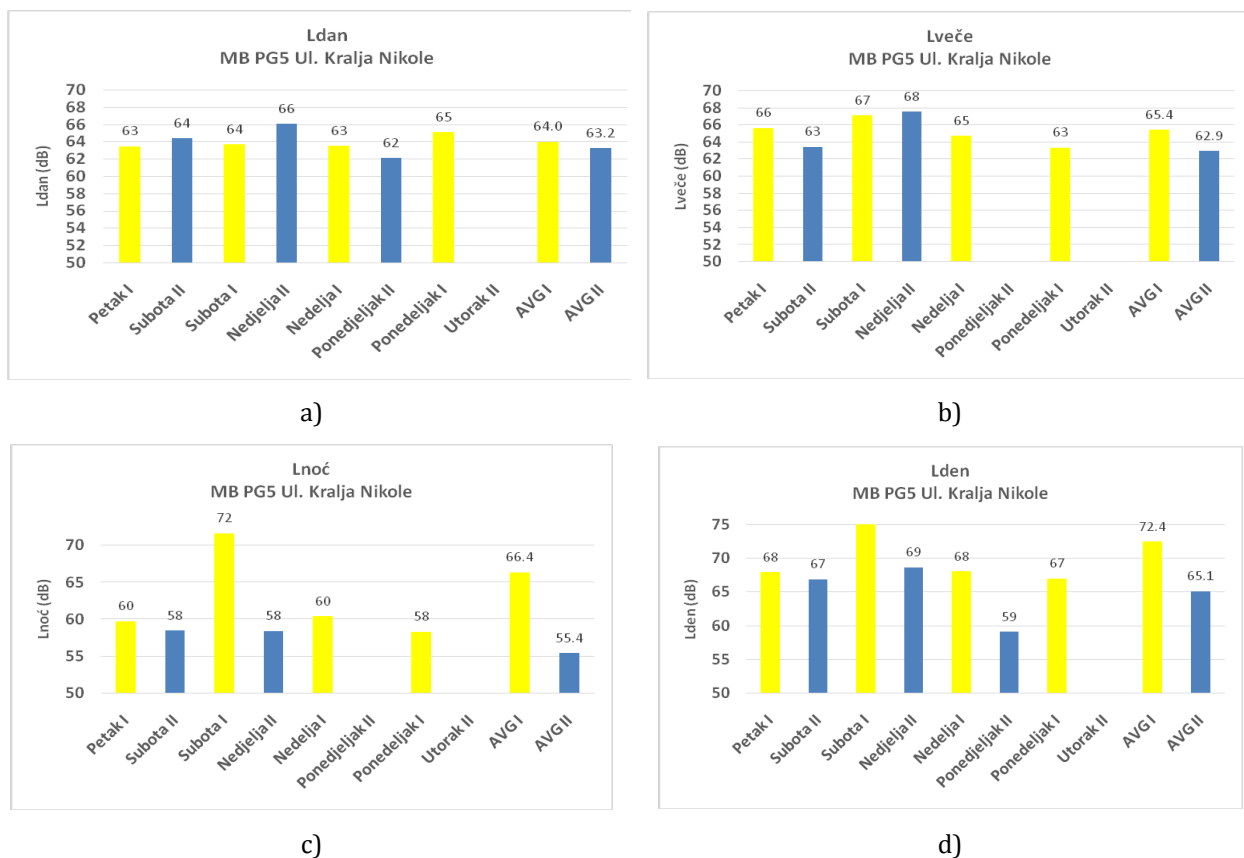 Ldan
MB PG5 Ul. Kralja Nikole
Ldan (dB)
70
68
66
64
62
60
58
56
54
52
50
63
64
64
66
63
62
65
64.0
63.2
Petak I
Subota II
Subota I
Nedjelja II
Nedelja I
Ponedjeljak II
Ponedeljak I
Utorak II
AVG I
AVG II
a)
Lveče
MB PG5 Ul. Kralja Nikole
Lveče (dB)
70
68
66
64
62
60
58
56
54
52
50
66
63
67
68
65
63
65.4
62.9
Petak I
Subota II
Subota I
Nedjelja II
Nedelja I
Ponedjeljak II
Ponedeljak I
Utorak II
AVG I
AVG II
b)
Lnoć
MB PG5 Ul. Kralja Nikole
Lnoć (dB)
70
65
60
55
50
60
58
72
58
60
58
66.4
55.4
Petak I
Subota II
Subota I
Nedjelja II
Nedelja I
Ponedjeljak II
Ponedeljak I
Utorak II
AVG I
AVG II
c)
Lden
MB PG5 Ul. Kralja Nikole
Lden (dB)
75
70
65
60
55
50
68
67
69
68
59
67
72.4
65.1
Petak I
Subota II
Subota I
Nedjelja II
Nedelja I
Ponedjeljak II
Ponedeljak I
Utorak II
AVG I
AVG II
d)